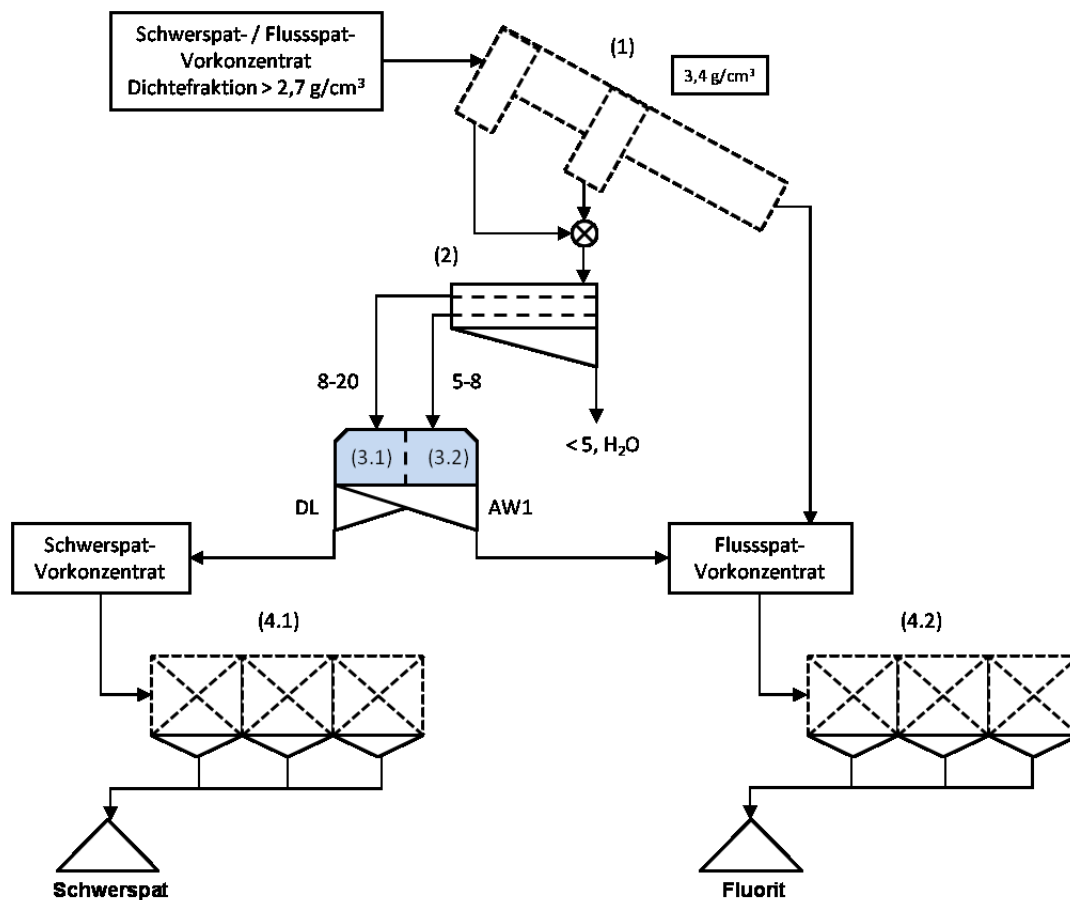 Schwerspat- / Flussspat-
Vorkonzentrat
Dichtefraktion > 2,7 g/cm³
(1)
3,4 g/cm³
(2)
8-20
5-8
< 5, H₂O
(3.1)
(3.2)
DL
AW1
Schwerspat-
Vorkonzentrat
Flussspat-
Vorkonzentrat
(4.1)
(4.2)
Schwerspat
Fluorit